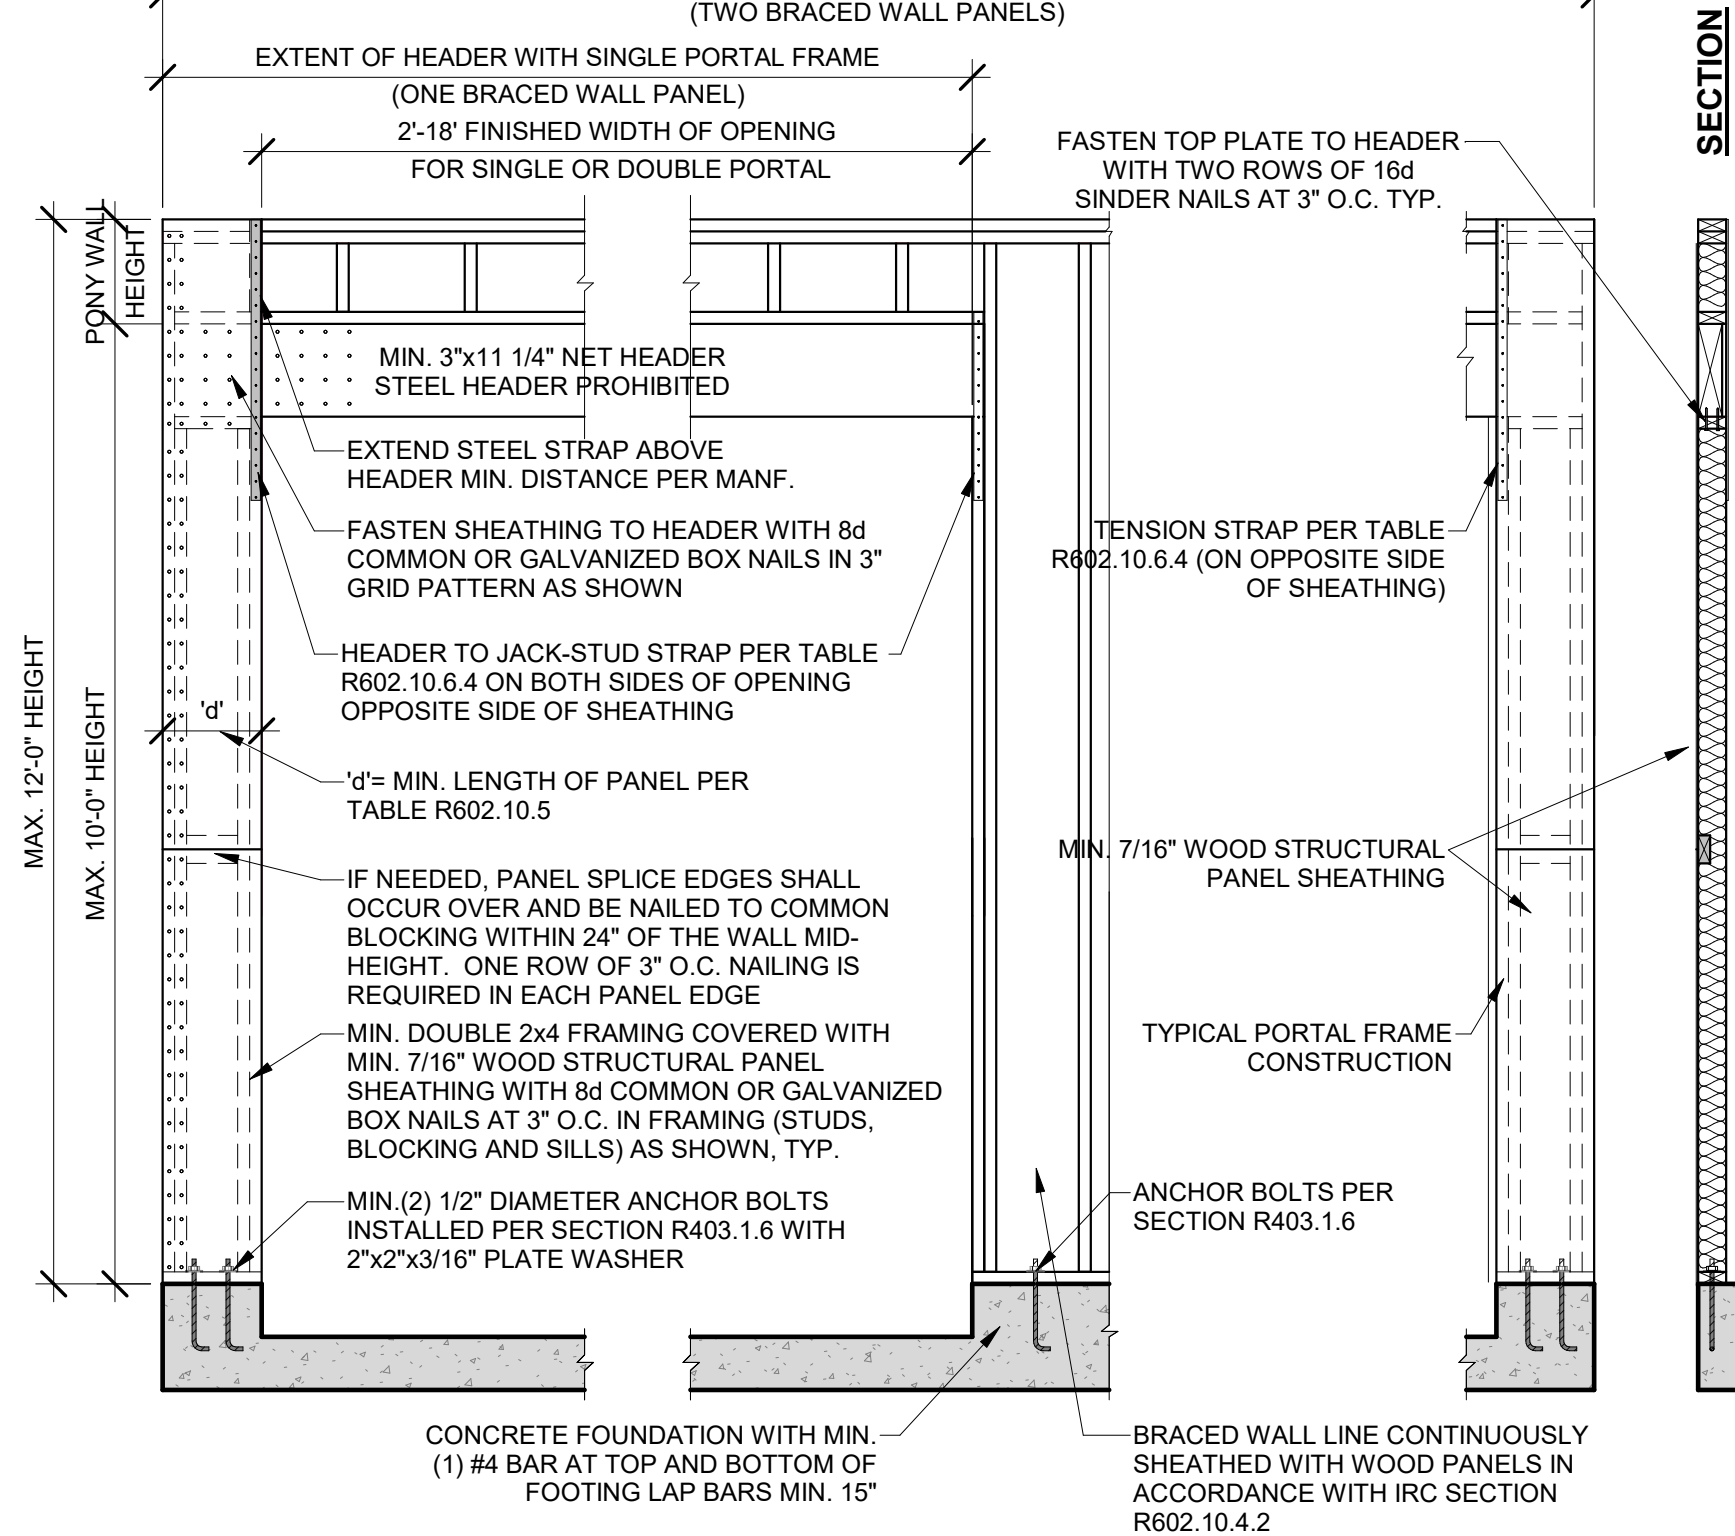 (TWO BRACED WALL PANELS)
SECTION
EXTENT OF HEADER WITH SINGLE PORTAL FRAME
(ONE BRACED WALL PANEL)
2'-18' FINISHED WIDTH OF OPENING
FOR SINGLE OR DOUBLE PORTAL
FASTEN TOP PLATE TO HEADER
WITH TWO ROWS OF 16d
SINDER NAILS AT 3" O.C. TYP.
PONY WALL
HEIGHT
MIN. 3"x11 1/4" NET HEADER
STEEL HEADER PROHIBITED
EXTEND STEEL STRAP ABOVE
HEADER MIN. DISTANCE PER MANF.
FASTEN SHEATHING TO HEADER WITH 8d
COMMON OR GALVANIZED BOX NAILS IN 3"
GRID PATTERN AS SHOWN
TENSION STRAP PER TABLE
R602.10.6.4 (ON OPPOSITE SIDE
OF SHEATHING)
HEADER TO JACK-STUD STRAP PER TABLE
R602.10.6.4 ON BOTH SIDES OF OPENING
OPPOSITE SIDE OF SHEATHING
MAX. 12'-0" HEIGHT
MAX. 10'-0" HEIGHT
'd'
'd'= MIN. LENGTH OF PANEL PER
TABLE R602.10.5
MIN. 7/16" WOOD STRUCTURAL
PANEL SHEATHING
IF NEEDED, PANEL SPLICE EDGES SHALL
OCCUR OVER AND BE NAILED TO COMMON
BLOCKING WITHIN 24" OF THE WALL MID-
HEIGHT. ONE ROW OF 3" O.C. NAILING IS
REQUIRED IN EACH PANEL EDGE
MIN. DOUBLE 2x4 FRAMING COVERED WITH
MIN. 7/16" WOOD STRUCTURAL PANEL
SHEATHING WITH 8d COMMON OR GALVANIZED
BOX NAILS AT 3" O.C. IN FRAMING (STUDS,
BLOCKING AND SILLS) AS SHOWN, TYP.
TYPICAL PORTAL FRAME
CONSTRUCTION
MIN.(2) 1/2" DIAMETER ANCHOR BOLTS
INSTALLED PER SECTION R403.1.6 WITH
2"x2"x3/16" PLATE WASHER
ANCHOR BOLTS PER
SECTION R403.1.6
CONCRETE FOUNDATION WITH MIN.
(1) #4 BAR AT TOP AND BOTTOM OF
FOOTING LAP BARS MIN. 15"
BRACED WALL LINE CONTINUOUSLY
SHEATHED WITH WOOD PANELS IN
ACCORDANCE WITH IRC SECTION
R602.10.4.2